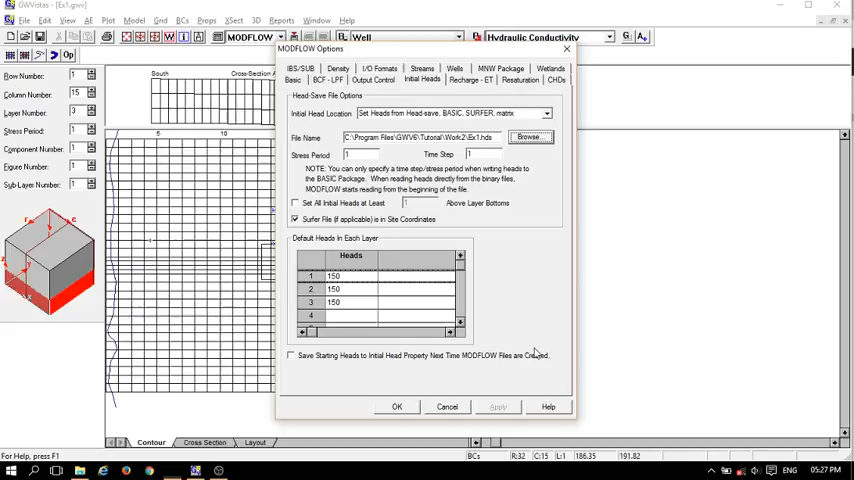 GWVistas - [Ex1.gwv]
File Edit View AE Plot Model Grid BCs Props XSect 3D Reports Window Help
MODFLOW Well Hydraulic Conductivity
Op
Row Number: 1
Column Number: 15
Layer Number: 3
Stress Period: 1
Component Number: 1
Figure Number: 1
Sub-Layer Number: 1
South Cross-Section A
5 10
MODFLOW Options
IBS/SUB Density I/O Formats Streams Wells MNW Package Wetlands
Basic BCF - LPF Output Control Initial Heads Recharge - ET Resaturation CHDs
Head-Save File Options
Initial Head Location: Set Heads from Head-save, BASIC, SURFER, matrix
File Name C:\Program Files\GWV6\Tutorial\Work2\Ex1.hds Browse...
Stress Period 1 Time Step 1
NOTE: You can only specify a time step/stress period when writing heads to
the BASIC Package. When reading heads directly from the binary files,
MODFLOW starts reading from the beginning of the file.
Set All Initial Heads at Least 1 Above Layer Bottoms
Surfer File (if applicable) is in Site Coordinates
Default Heads In Each Layer
Heads
1 150
2 150
3 150
4
Save Starting Heads to Initial Head Property Next Time MODFLOW Files are Created.
OK Cancel Apply Help
Contour Cross Section Layout
For Help, press F1 BCs R:32 C:15 L:1 186.35 191.82
ENG 05:27 PM